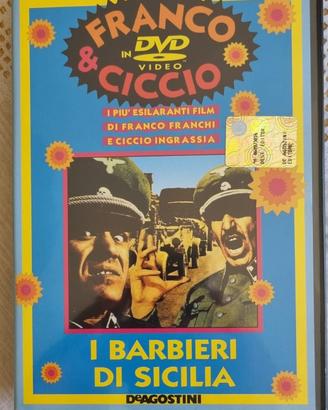 FRANCO
IN DVD
VIDEO
& CICCIO
I PIU' ESILARANTI FILM
DI FRANCO FRANCHI
E CICCIO INGRASSIA
I BARBIERI
DI SICILIA
DEAGOSTINI